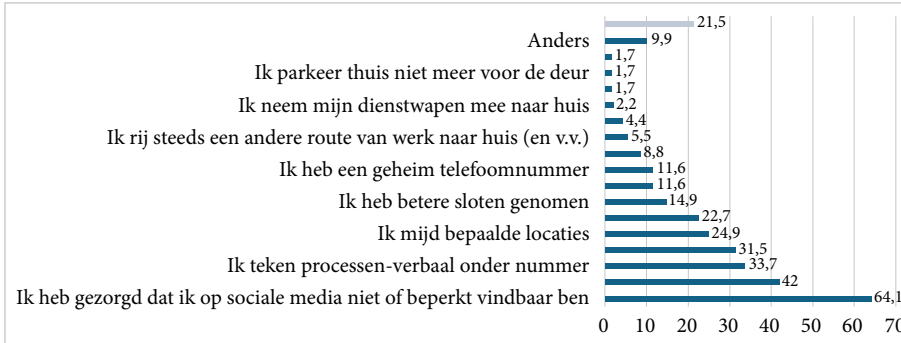 21,5
Anders 9,9
1,7
Ik parkeer thuis niet meer voor de deur 1,7
1,7
Ik neem mijn dienstwapen mee naar huis 2,2
4,4
Ik rij steeds een andere route van werk naar huis (en v.v.) 5,5
8,8
Ik heb een geheim telefoomnummer 11,6
11,6
Ik heb betere sloten genomen 14,9
22,7
Ik mijd bepaalde locaties 24,9
31,5
Ik teken processen-verbaal onder nummer 33,7
42
Ik heb gezorgd dat ik op sociale media niet of beperkt vindbaar ben 64,1
0 10 20 30 40 50 60 70